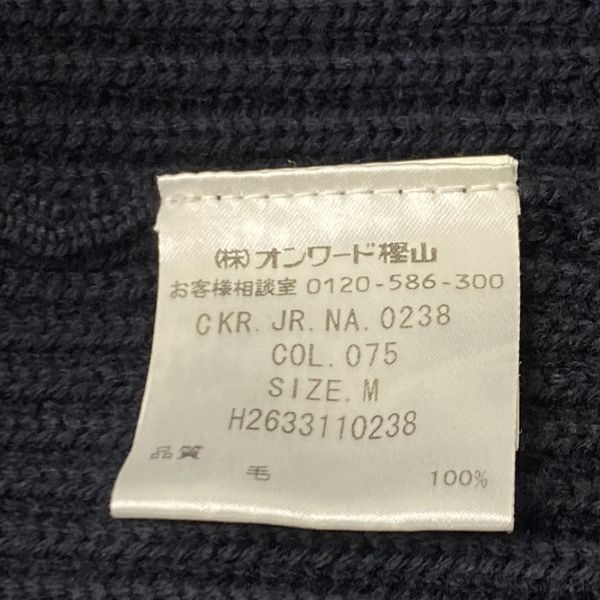 (株)オンワード樫山
お客様相談室 0120-586-300
CKR.JR.NA.0238
COL.075
SIZE.M
H2633110238
品質
毛 100%